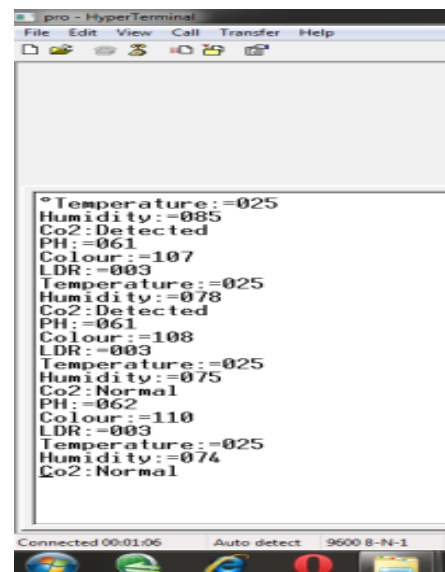 pro - HyperTerminal
File Edit View Call Transfer Help
°Temperature:=025
Humidity:=085
Co2:Detected
PH:=061
Colour:=107
LDR:=003
Temperature:=025
Humidity:=078
Co2:Detected
PH:=061
Colour:=108
LDR:=003
Temperature:=025
Humidity:=075
Co2:Normal
PH:=062
Colour:=110
LDR:=003
Temperature:=025
Humidity:=074
Co2:Normal
Connected 00:01:06 Auto detect 9600 8-N-1